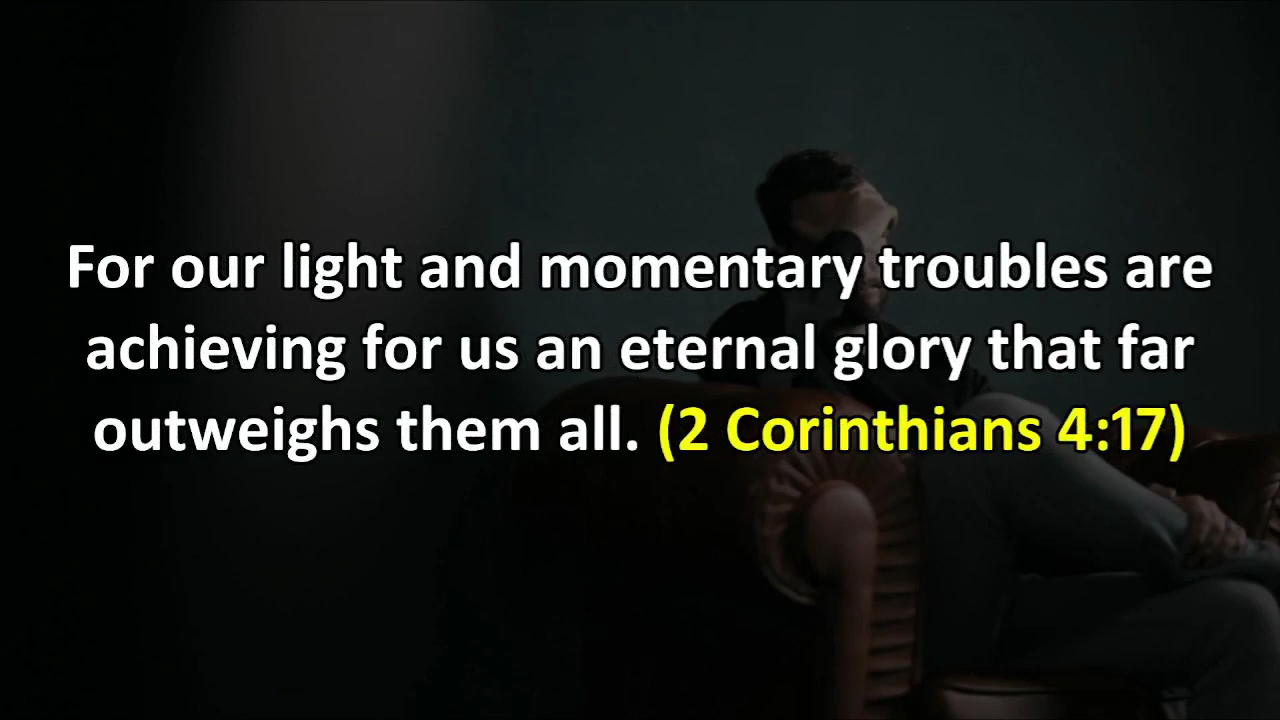 For our light and momentary troubles are
achieving for us an eternal glory that far
outweighs them all. (2 Corinthians 4:17)